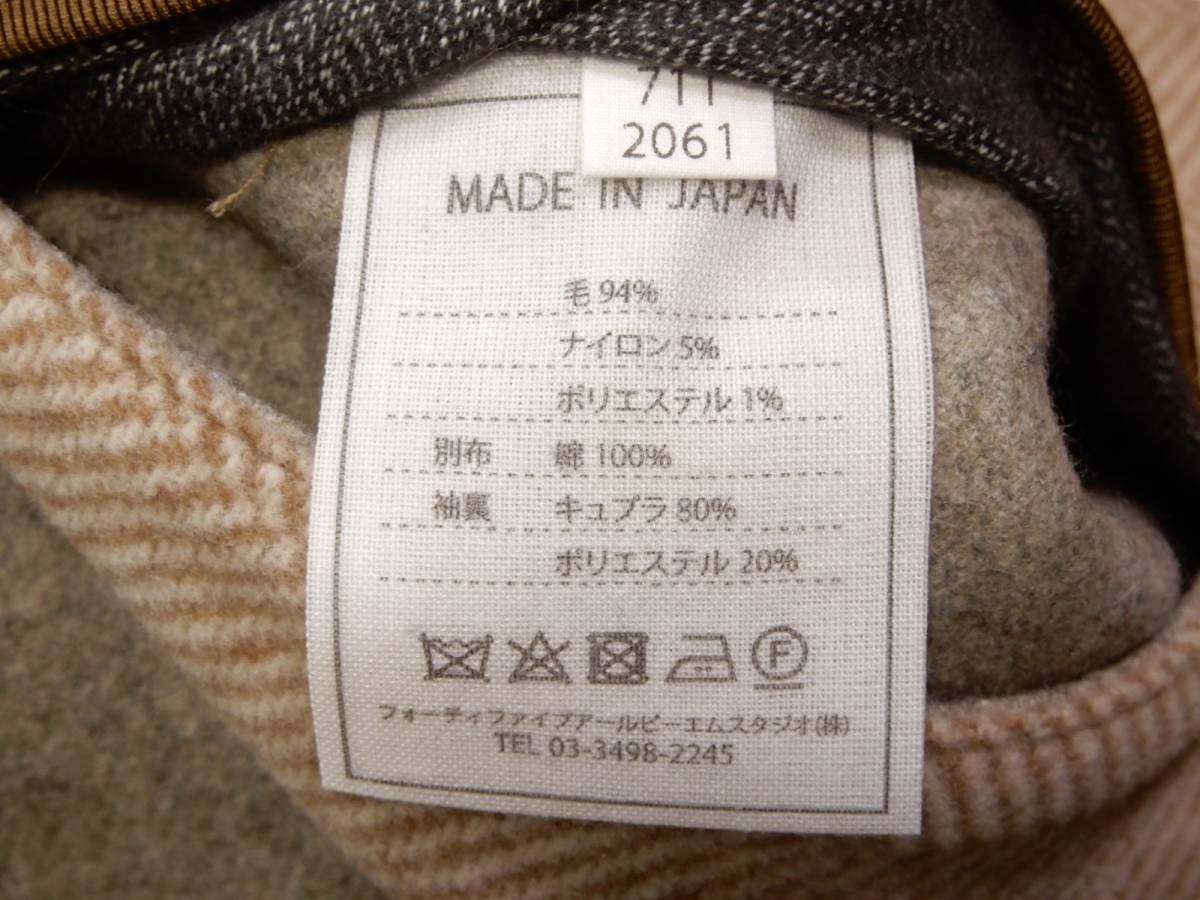 711
2061
MADE IN JAPAN
毛 94%
ナイロン 5%
ポリエステル 1%
別布 綿 100%
袖裏 キュプラ 80%
ポリエステル 20%
F
フォーティファイブアールピーエムスタジオ(株)
TEL 03-3498-2245